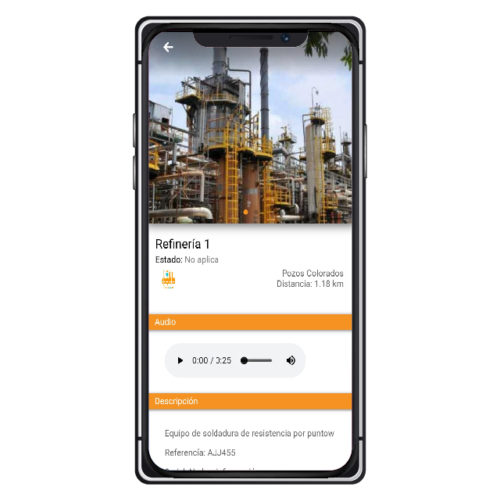 Refinería 1
Estado: No aplica
Pozos Colorados
Distancia: 1.18 km
Audio
0:00 / 3:25
Descripción
Equipo de soldadura de resistencia por puntow
Referencia: AJJ455